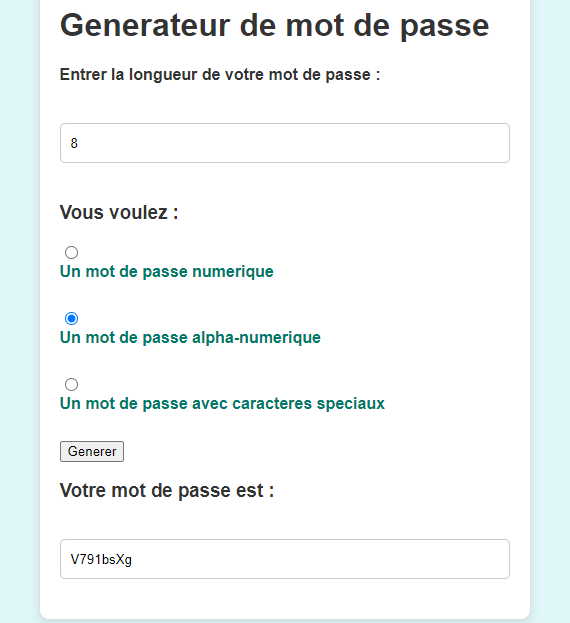 Generateur de mot de passe
Entrer la longueur de votre mot de passe :
8
Vous voulez :
Un mot de passe numerique
Un mot de passe alpha-numerique
Un mot de passe avec caracteres speciaux
Generer
Votre mot de passe est :
V791bsXg